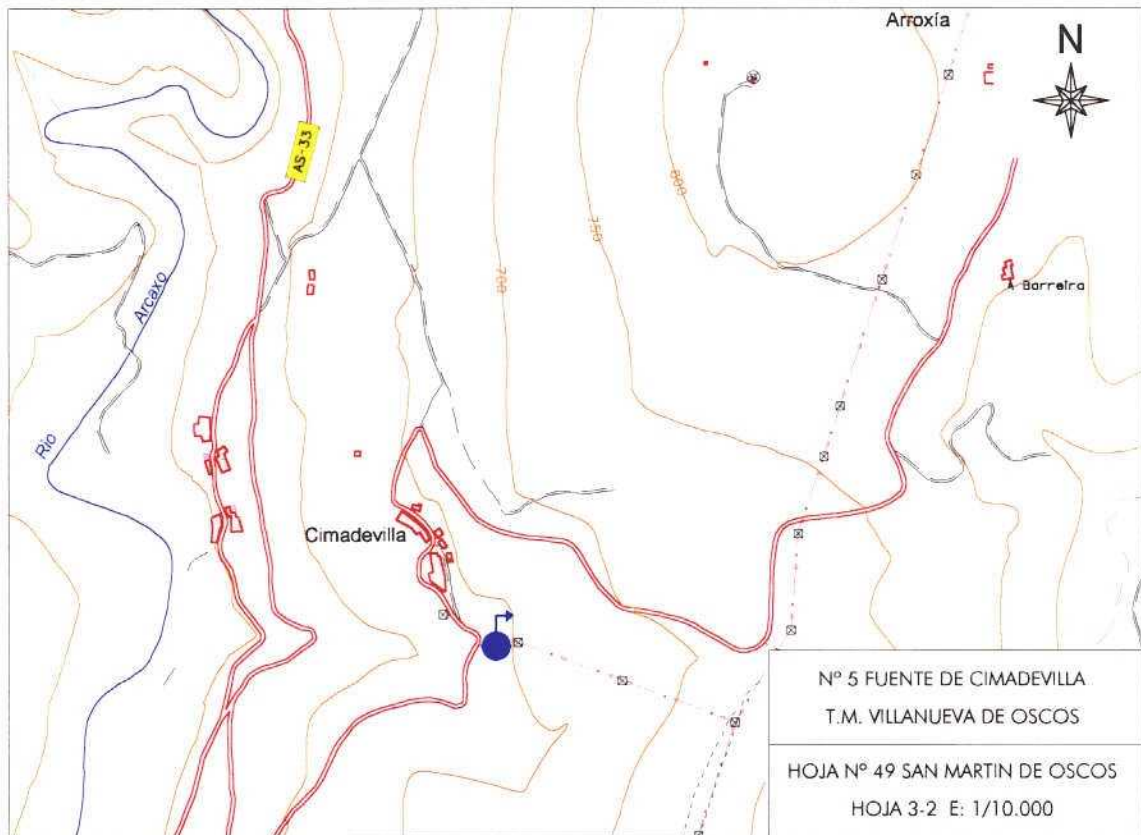 Arroxía
N
AS-33
800
750
700
Arcaxo
Rio
A Barreira
Cimadevilla
Nº 5 FUENTE DE CIMADEVILLA
T.M. VILLANUEVA DE OSCOS
HOJA Nº 49 SAN MARTIN DE OSCOS
HOJA 3-2 E: 1/10.000